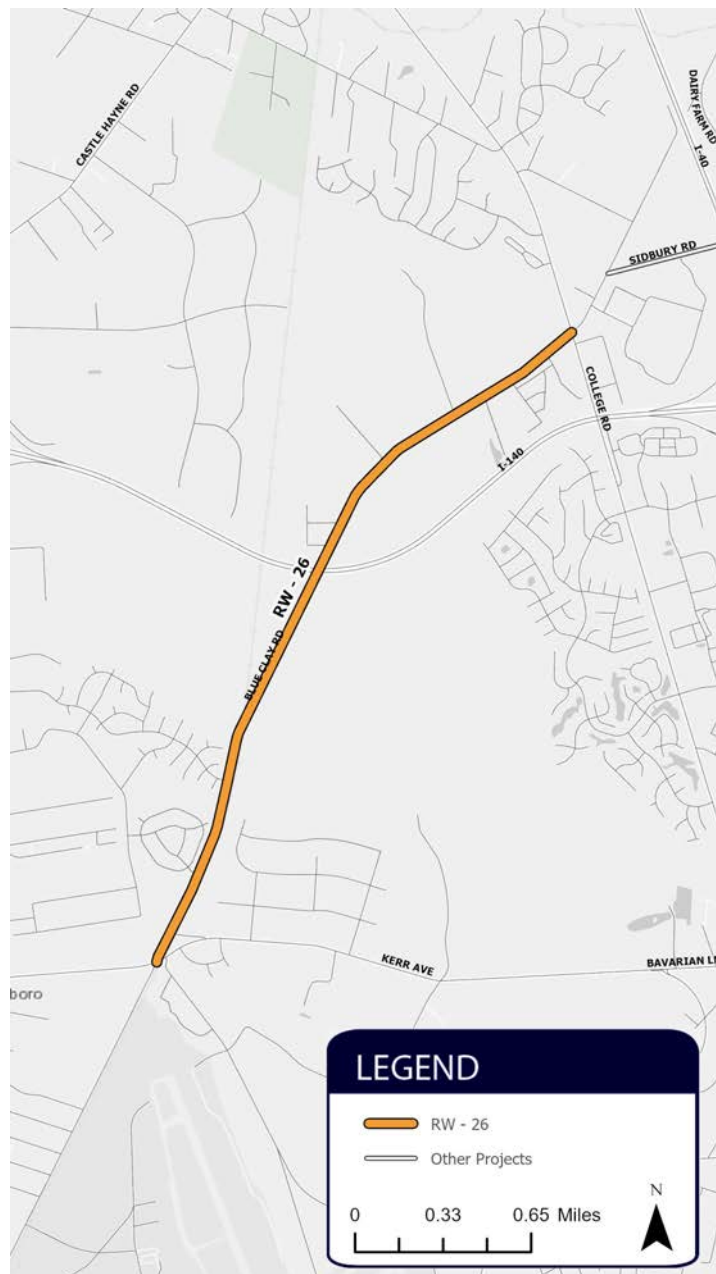 CASTLE HAYNE RD
DAIRY FARM RD
I-40
SIDBURY RD
COLLEGE RD
I-140
RW - 26
BLUE CLAY RD
KERR AVE
BAVARIAN LN
boro
LEGEND
RW - 26
Other Projects
N
0 0.33 0.65 Miles